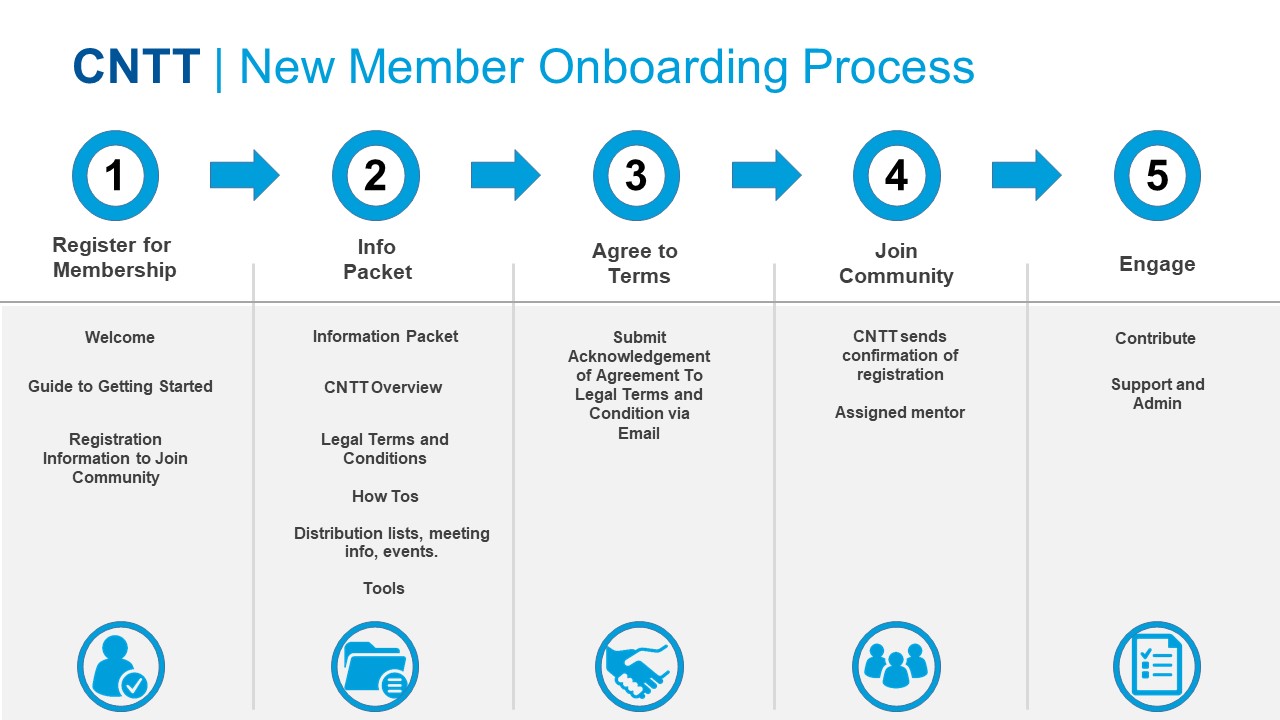 CNTT | New Member Onboarding Process
1
2
3
4
5
Register for
Membership
Info
Packet
Agree to
Terms
Join
Community
Engage
Welcome
Guide to Getting Started
Registration
Information to Join
Community
Information Packet
CNTT Overview
Legal Terms and
Conditions
How Tos
Distribution lists, meeting
info, events.
Tools
Submit
Acknowledgement
of Agreement To
Legal Terms and
Condition via
Email
CNTT sends
confirmation of
registration
Assigned mentor
Contribute
Support and
Admin